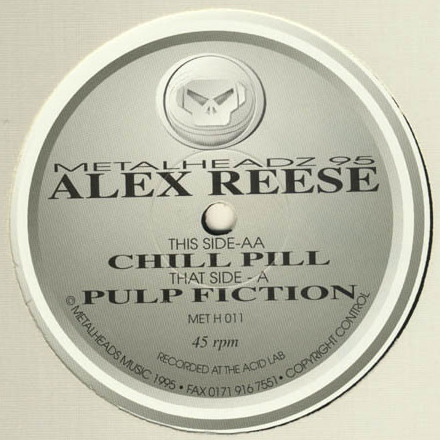 METALHEADZ 95
ALEX REESE
THIS SIDE-AA
CHILL PILL
THAT SIDE - A
PULP FICTION
MET H 011
45 rpm
RECORDED AT THE ACID LAB
© METALHEADS MUSIC 1995 • FAX 0171 916 7551 • COPYRIGHT CONTROL